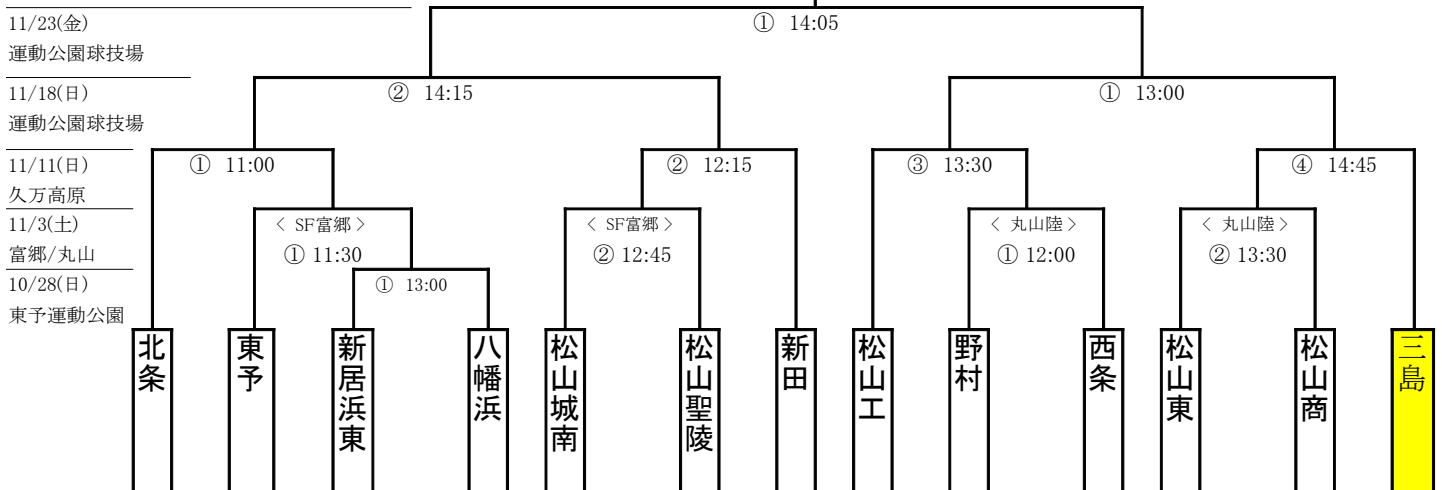 11/23(金)
① 14:05
運動公園球技場
11/18(日)
② 14:15
① 13:00
運動公園球技場
11/11(日)
① 11:00
② 12:15
③ 13:30
④ 14:45
久万高原
11/3(土)
< SF富郷 >
< SF富郷 >
< 丸山陸 >
< 丸山陸 >
富郷/丸山
① 11:30
② 12:45
① 12:00
② 13:30
10/28(日)
① 13:00
東予運動公園
北条
東予
新居浜東
八幡浜
松山城南
松山聖陵
新田
松山工
野村
西条
松山東
松山商
三島